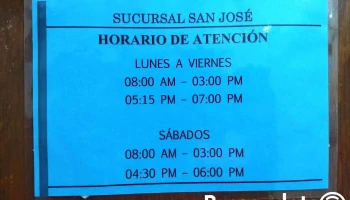 SUCURSAL SAN JOSÉ
HORARIO DE ATENCIÓN
LUNES A VIERNES
08:00 AM – 03:00 PM
05:15 PM – 07:00 PM
SÁBADOS
08:00 AM – 03:00 PM
04:30 PM – 06:00 PM